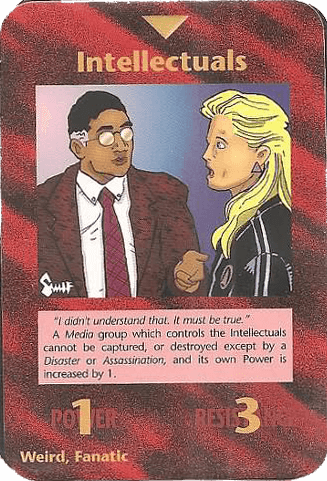 Intellectuals
"I didn't understand that. It must be true."
A Media group which controls the Intellectuals
cannot be captured, or destroyed except by a
Disaster or Assassination, and its own Power is
increased by 1.
1 3
Weird, Fanatic